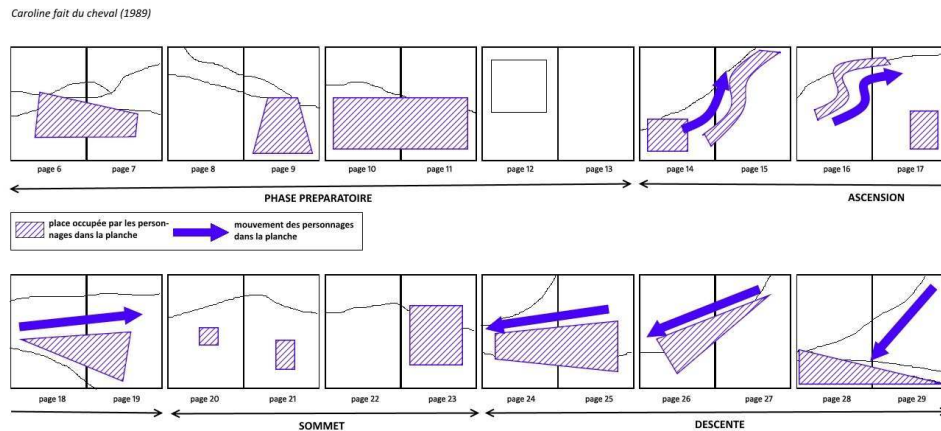 Caroline fait du cheval (1989)
page 6 page 7 page 8 page 9 page 10 page 11 page 12 page 13 page 14 page 15 page 16 page 17
PHASE PREPARATOIRE ASCENSION
place occupée par les person-
nages dans la planche
mouvement des personnages
dans la planche
page 18 page 19 page 20 page 21 page 22 page 23 page 24 page 25 page 26 page 27 page 28 page 29
SOMMET DESCENTE